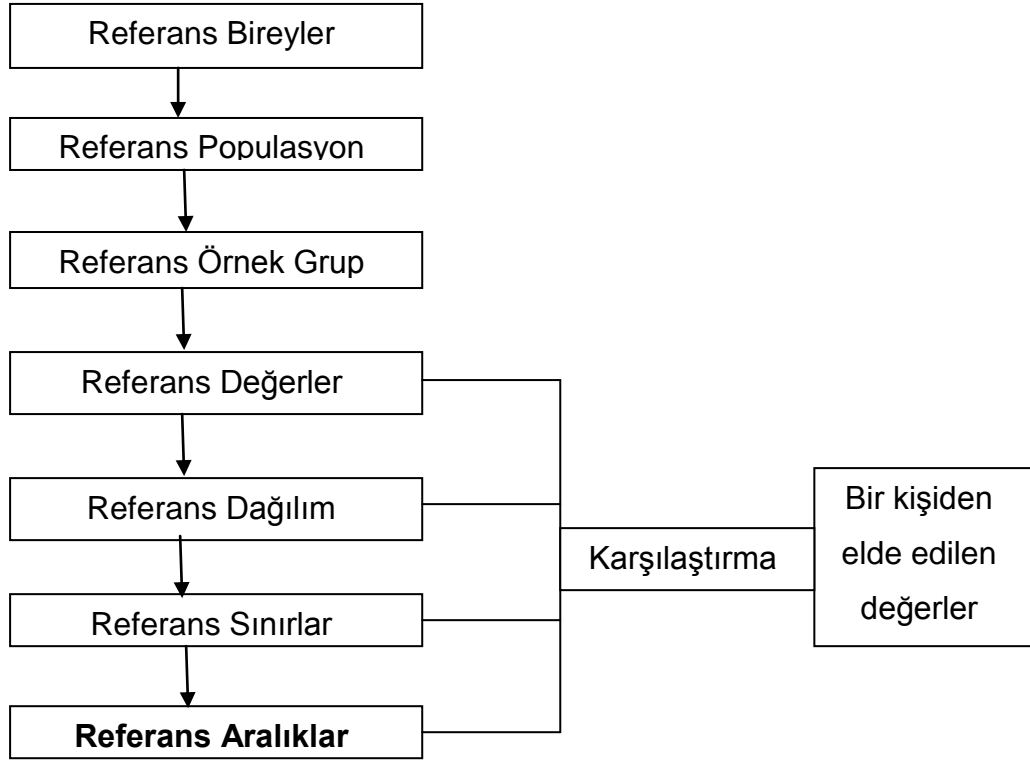 Referans Bireyler
Referans Populasyon
Referans Örnek Grup
Referans Değerler
Referans Dağılım
Referans Sınırlar
Referans Aralıklar
Karşılaştırma
Bir kişiden
elde edilen
değerler